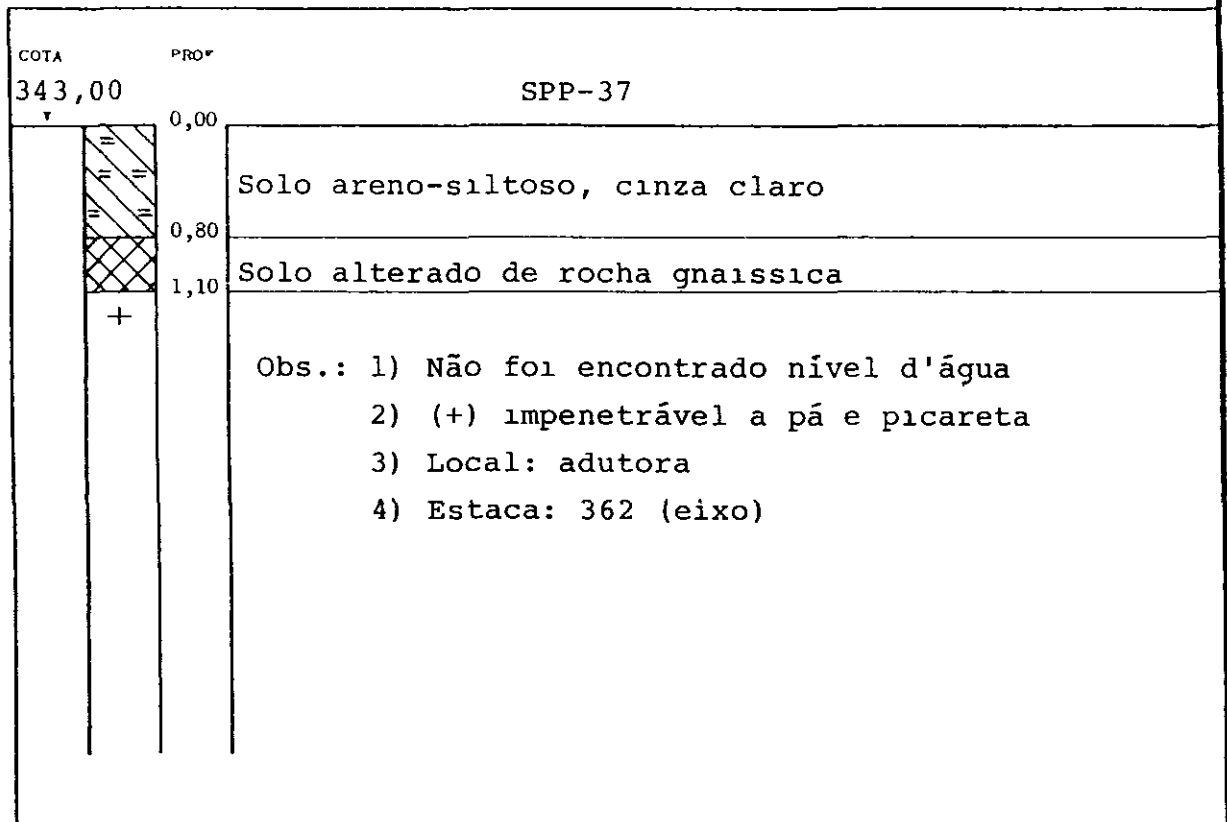 COTA PROF
343,00 SPP-37
0,00
Solo areno-siltoso, cinza claro
0,80
Solo alterado de rocha gnaissica
1,10
+
Obs.: 1) Não foi encontrado nível d'água
2) (+) impenetrável a pá e picareta
3) Local: adutora
4) Estaca: 362 (eixo)